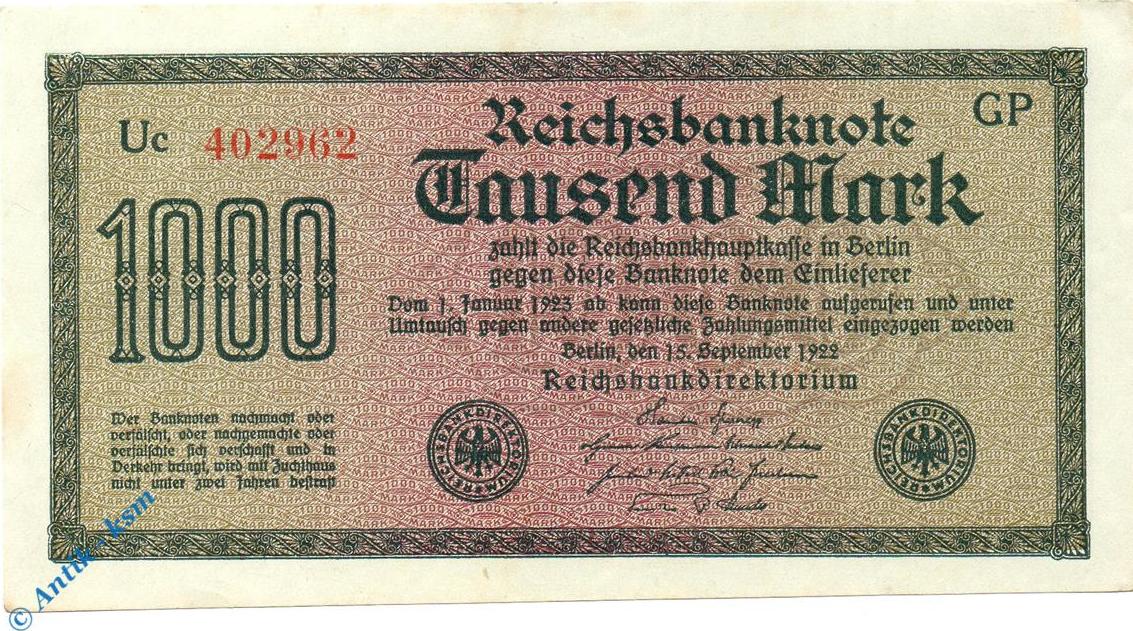 Uc 402962
GP
Reichsbanknote
Tausend Mark
zahlt die Reichsbankhauptkasse in Berlin
gegen diese Banknote dem Einlieferer
Vom 1. Januar 1923 ab kann diese Banknote aufgerufen und unter
Umtausch gegen andere gesetzliche Zahlungsmittel eingezogen werden
Berlin, den 15. September 1922
Reichsbankdirektorium
1000
Wer Banknoten nachmacht oder
verfälscht, oder nachgemachte oder
verfälschte sich verschafft und in
Verkehr bringt, wird mit Zuchthaus
nicht unter zwei Jahren bestraft
REICHSBANKDIREKTORIUM
REICHSBANKDIREKTORIUM
© Antik-ksm